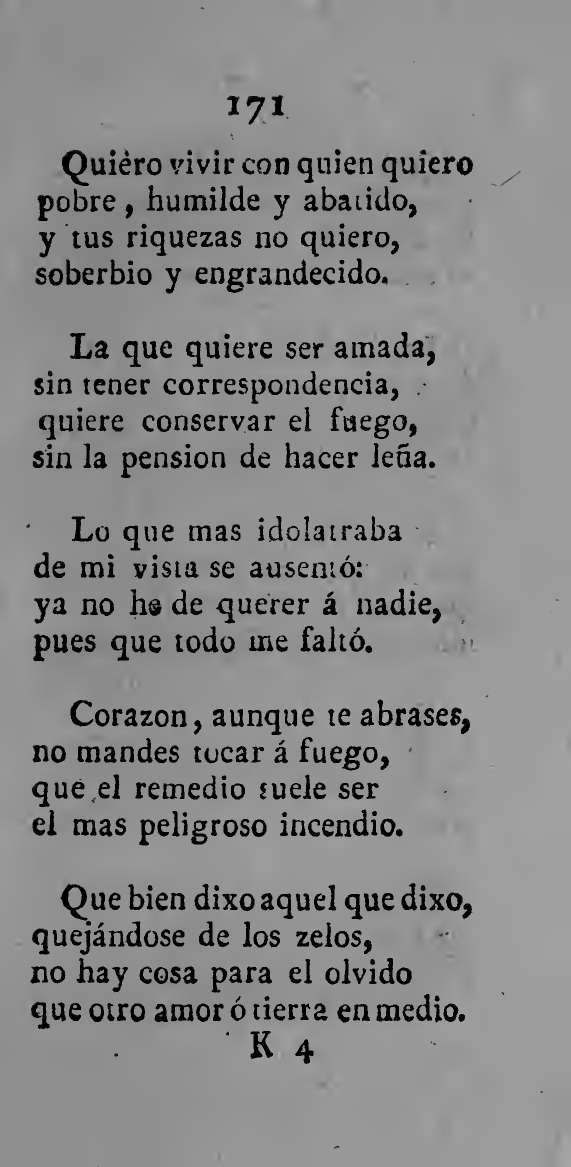 171
Quiéro vivir con quien quiero
pobre, humilde y abatido,
y tus riquezas no quiero,
soberbio y engrandecido.
La que quiere ser amada,
sin tener correspondencia,
quiere conservar el fuego,
sin la pension de hacer leña.
Lo que mas idolatraba
de mi vista se ausentó:
ya no he de querer á nadie,
pues que todo me faltó.
Corazon, aunque te abrases,
no mandes tocar á fuego,
que el remedio suele ser
el mas peligroso incendio.
Que bien dixo aquel que dixo,
quejándose de los zelos,
no hay cosa para el olvido
que otro amor ó tierra en medio.
K 4